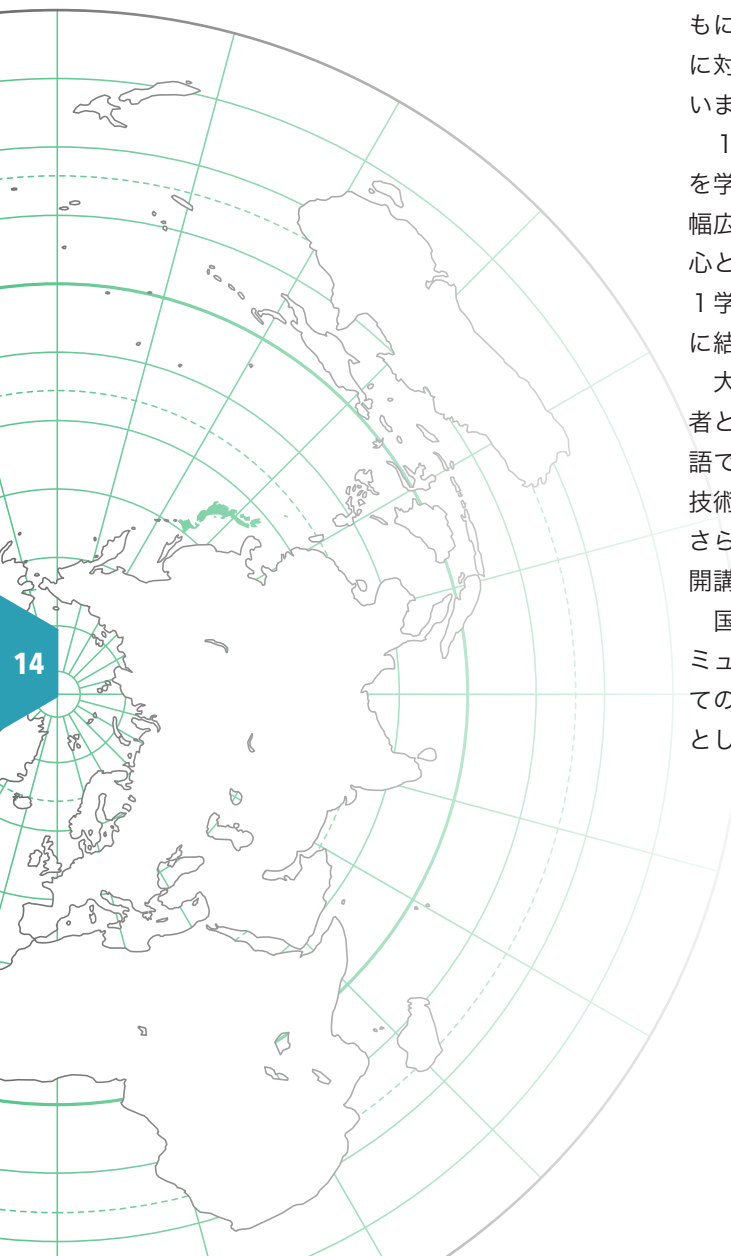 もに
に対
いま
1
を学
幅広
心と
1学
に結
大
者と
語で
技術
さら
開講
国
ミュ
ての
とし
14